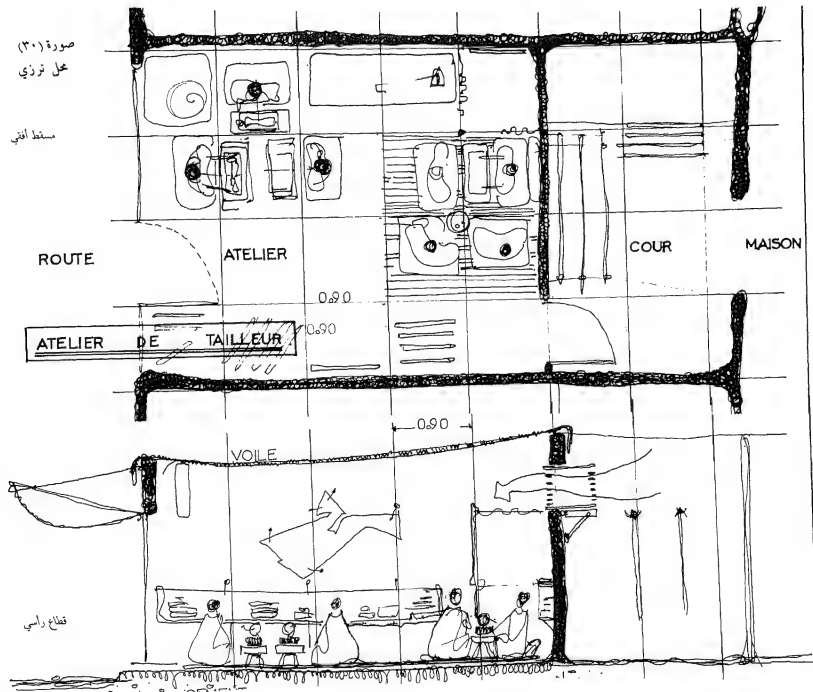 صورة (٣٠)
محل ترزي
مسقط افقي
ROUTE
ATELIER
COUR
MAISON
0.90
0.90
ATELIER DE TAILLEUR
0.90
VOILE
قطاع رأسي